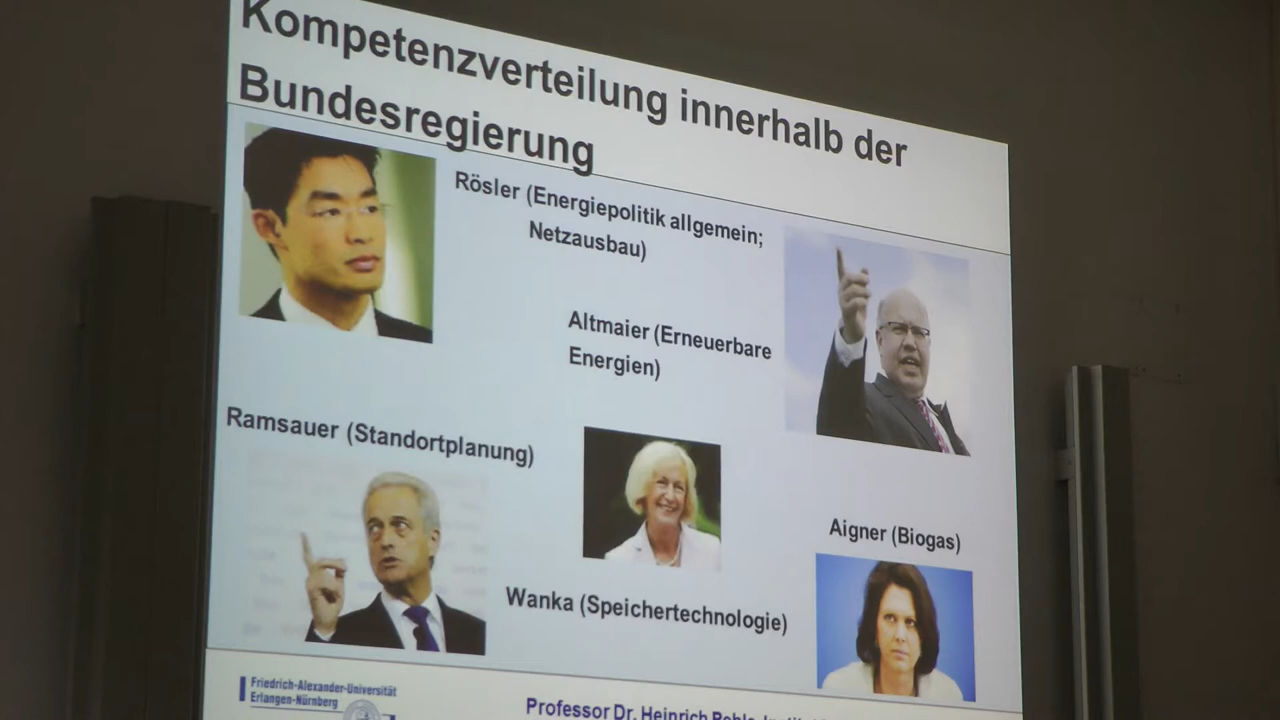 Kompetenzverteilung innerhalb der
Bundesregierung
Rösler (Energiepolitik allgemein;
Netzausbau)
Altmaier (Erneuerbare
Energien)
Ramsauer (Standortplanung)
Aigner (Biogas)
Wanka (Speichertechnologie)
Friedrich-Alexander-Universität
Erlangen-Nürnberg
Professor Dr. Heinrich